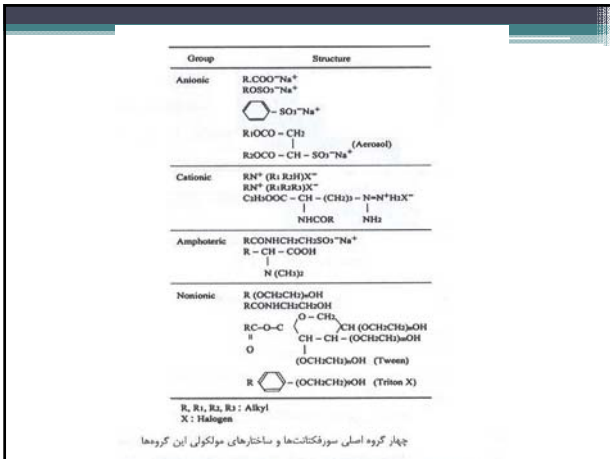 Group Structure
Anionic R.COO⁻Na⁺
ROSO₃⁻Na⁺
– SO₃⁻Na⁺
R₁OCO – CH₂
| (Aerosol)
R₂OCO – CH – SO₃⁻Na⁺
Cationic RN⁺ (R₁ R₂H)X⁻
RN⁺ (R₁R₂R₃)X⁻
C₂H₅OOC – CH – (CH₂)₃ – N=N⁺H₂X⁻
| |
NHCOR NH₂
Amphoteric RCONHCH₂CH₂SO₃⁻Na⁺
R – CH – COOH
|
N (CH₃)₂
Nonionic R (OCH₂CH₂)ₙOH
RCONHCH₂CH₂OH
O – CH₂
RC–O–C CH (OCH₂CH₂)ₙOH
॥ CH – CH – (OCH₂CH₂)ₘOH
O |
(OCH₂CH₂)ₙOH (Tween)
R – (OCH₂CH₂)₉OH (Triton X)
R, R₁, R₂, R₃ : Alkyl
X : Halogen
چهار گروه اصلی سورفکتانت‌ها و ساختارهای مولکولی این گروه‌ها